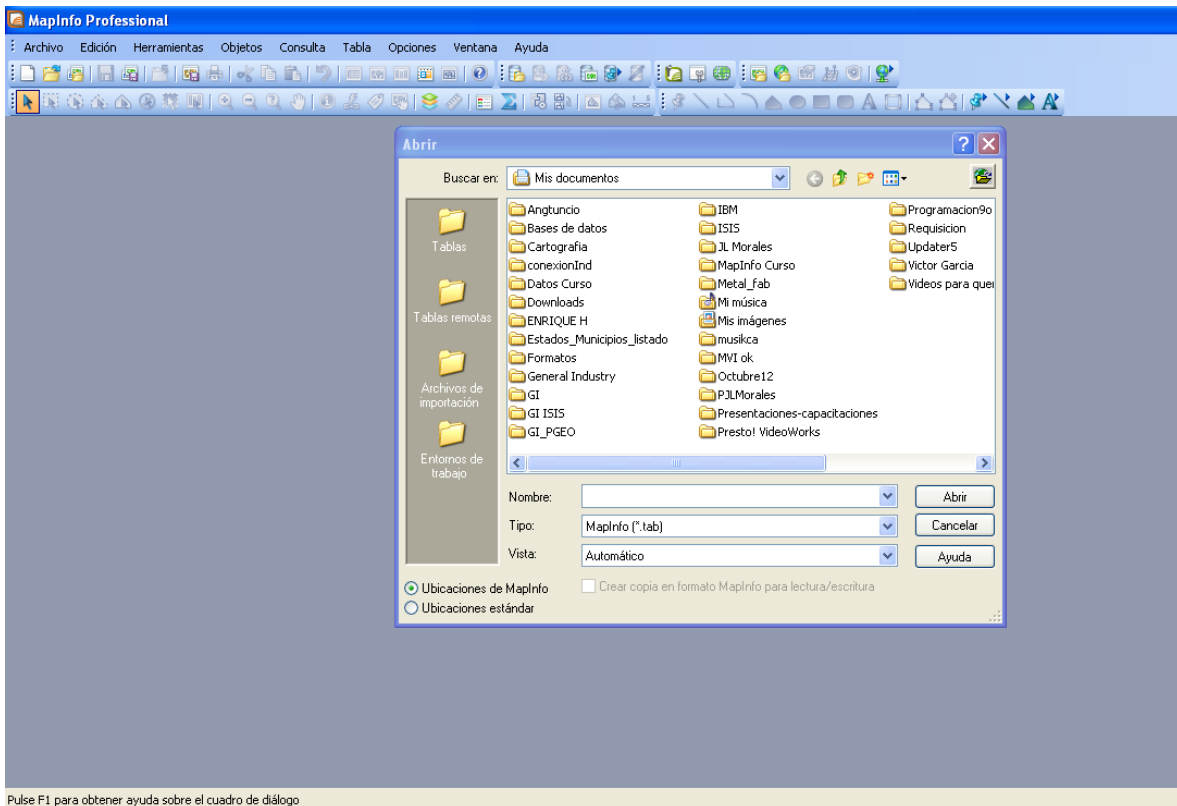 MapInfo Professional
Archivo Edición Herramientas Objetos Consulta Tabla Opciones Ventana Ayuda
Abrir
Buscar en: Mis documentos
Tablas
Tablas remotas
Archivos de
importación
Entornos de
trabajo
Angtuncio
Bases de datos
Cartografia
conexionInd
Datos Curso
Downloads
ENRIQUE H
Estados_Municipios_listado
Formatos
General Industry
GI
GI ISIS
GI_PGEO
IBM
ISIS
JL Morales
MapInfo Curso
Metal_fab
Mi música
Mis imágenes
musikca
MVI ok
Octubre12
PJLMorales
Presentaciones-capacitaciones
Presto! VideoWorks
Programacion9o
Requisicion
Updater5
Victor Garcia
Videos para quer
Nombre: Abrir
Tipo: MapInfo (*.tab) Cancelar
Vista: Automático Ayuda
Ubicaciones de MapInfo Crear copia en formato MapInfo para lectura/escritura
Ubicaciones estándar
Pulse F1 para obtener ayuda sobre el cuadro de diálogo